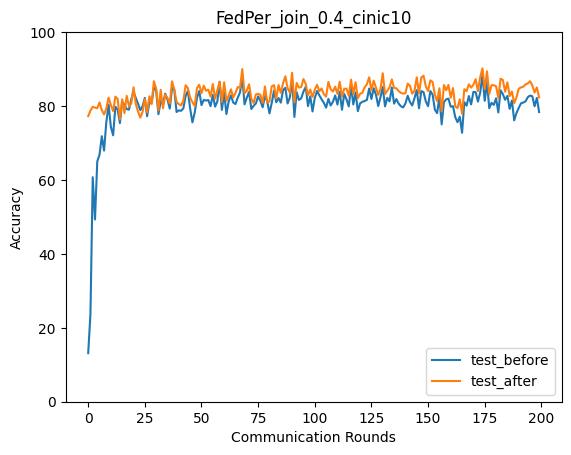 FedPer_join_0.4_cinic10
100
80
60
40
20
0
Accuracy
0 25 50 75 100 125 150 175 200
Communication Rounds
test_before
test_after